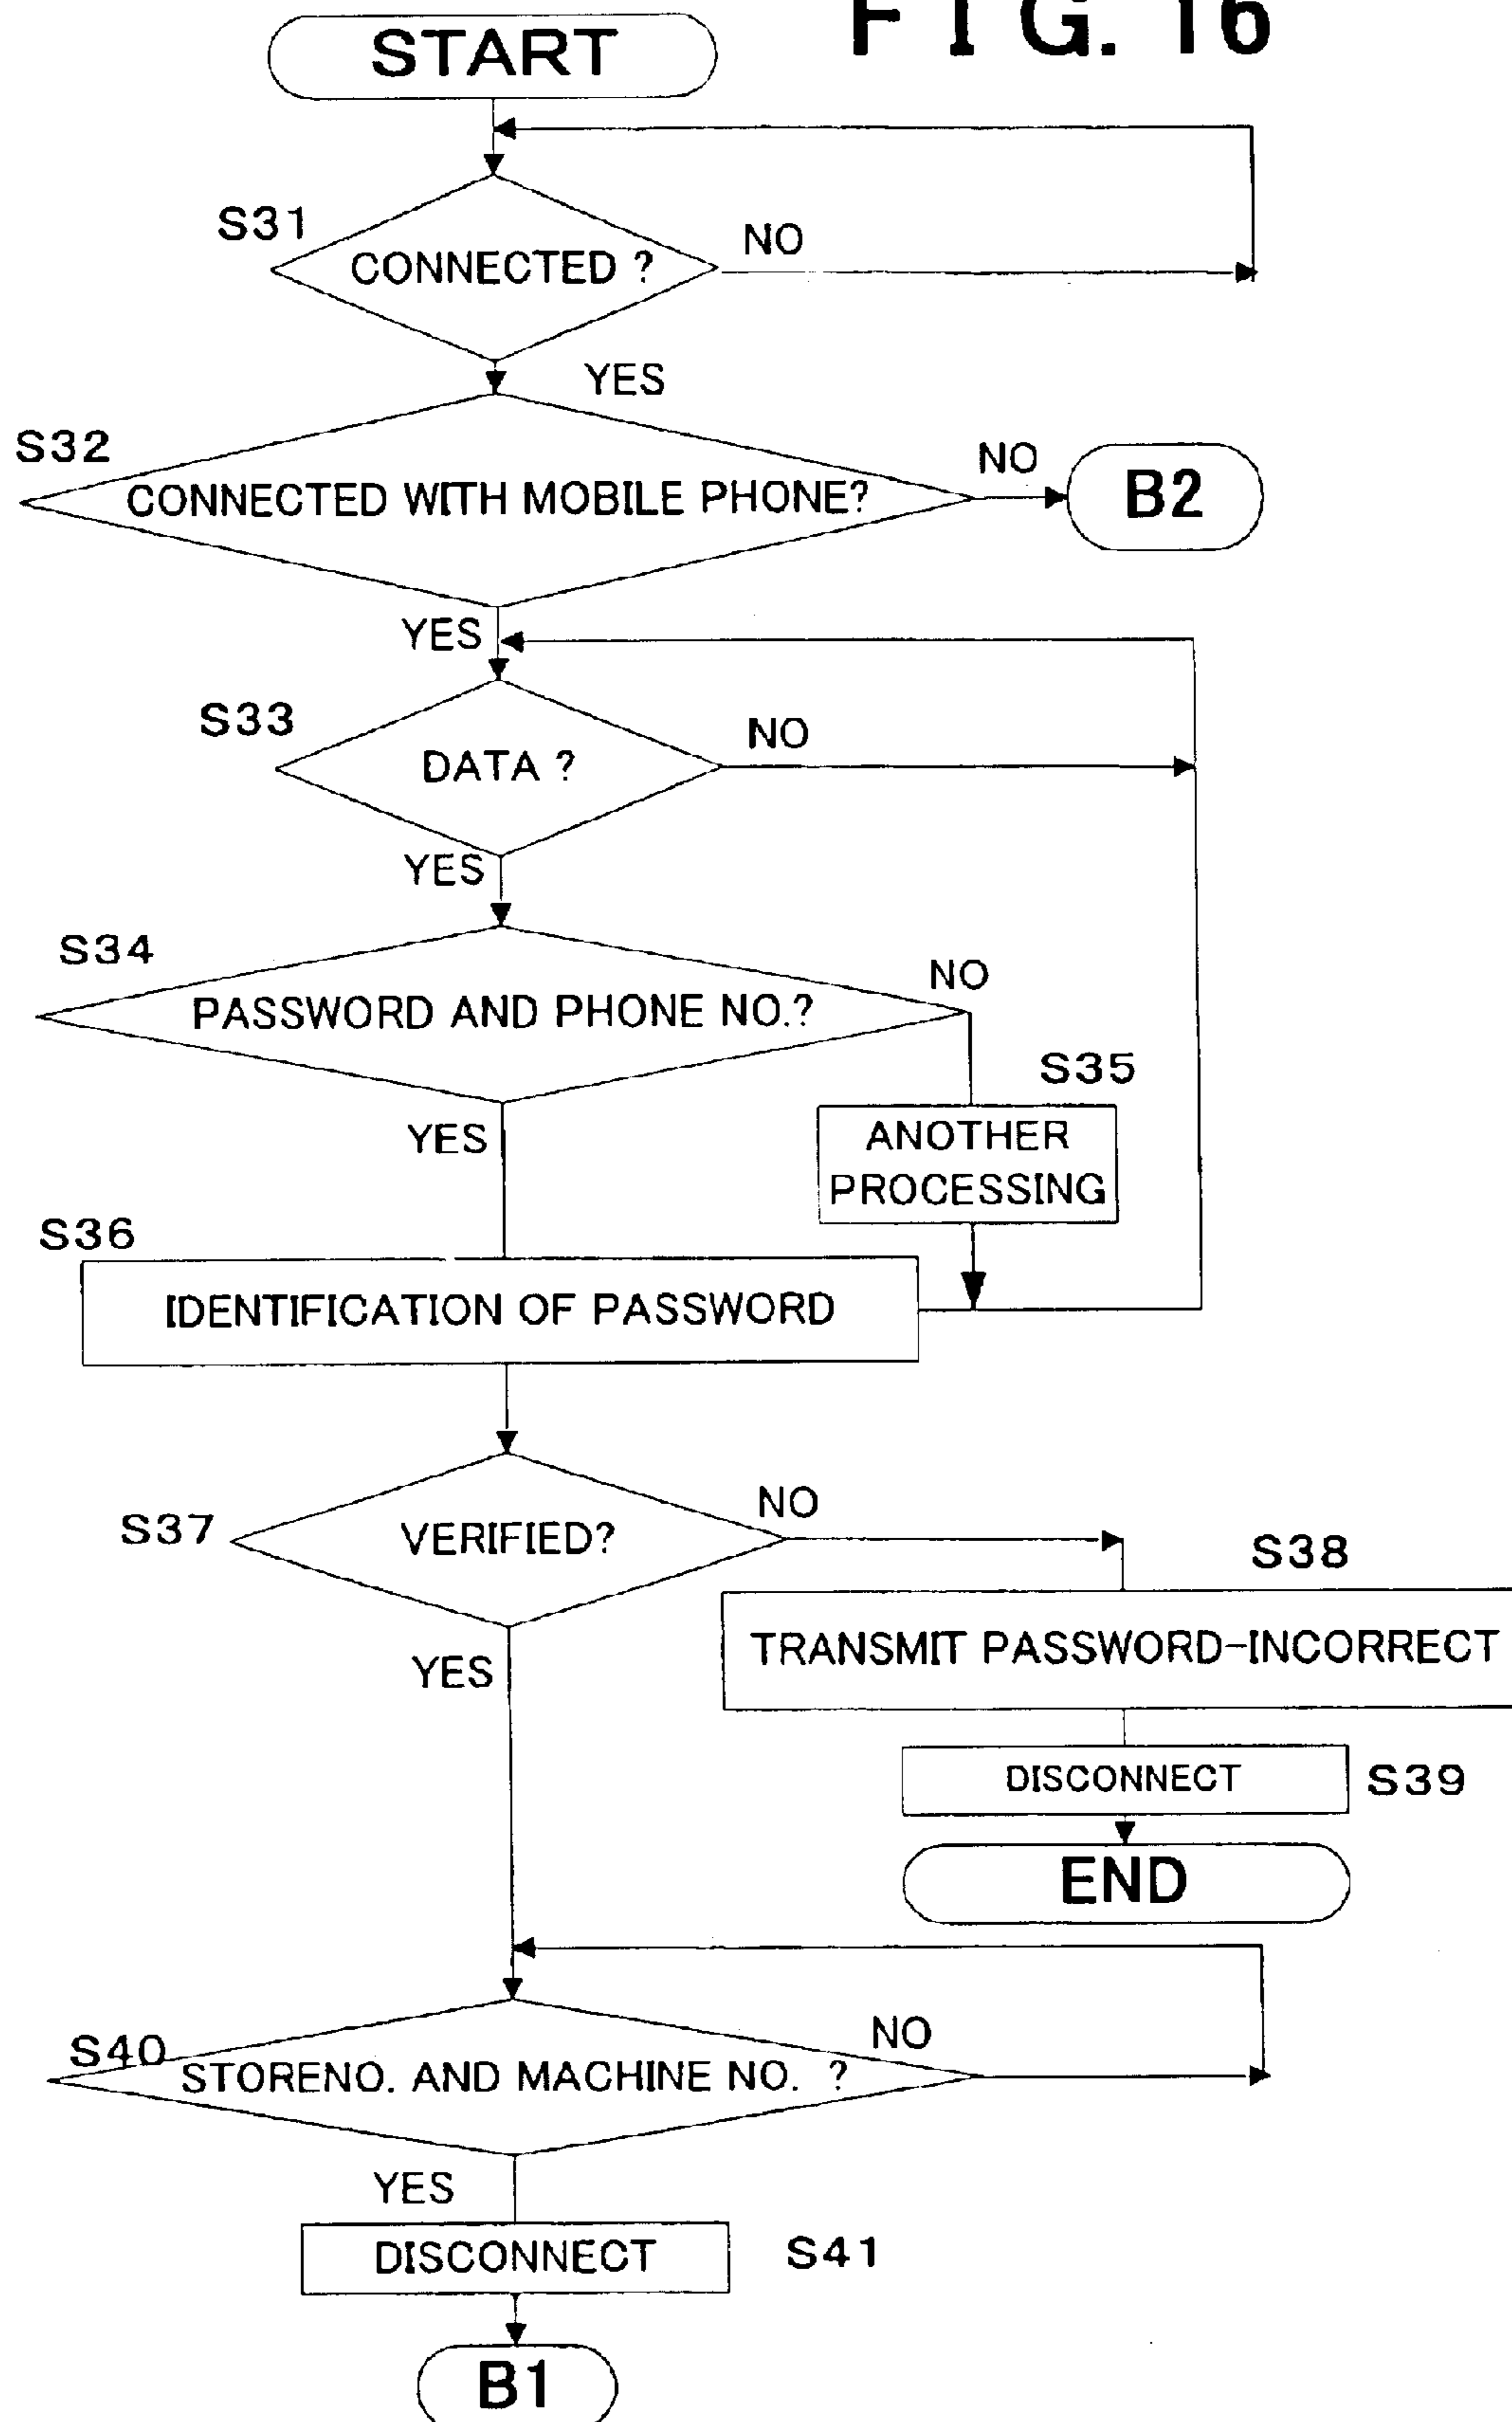 FIG. 16
START
S31
CONNECTED ?
NO
YES
S32
CONNECTED WITH MOBILE PHONE?
NO
B2
YES
S33
DATA ?
NO
YES
S34
PASSWORD AND PHONE NO.?
NO
YES
S35
ANOTHER
PROCESSING
S36
IDENTIFICATION OF PASSWORD
S37
VERIFIED?
NO
YES
S38
TRANSMIT PASSWORD-INCORRECT
DISCONNECT
S39
END
S40
STORENO. AND MACHINE NO. ?
NO
YES
DISCONNECT
S41
B1